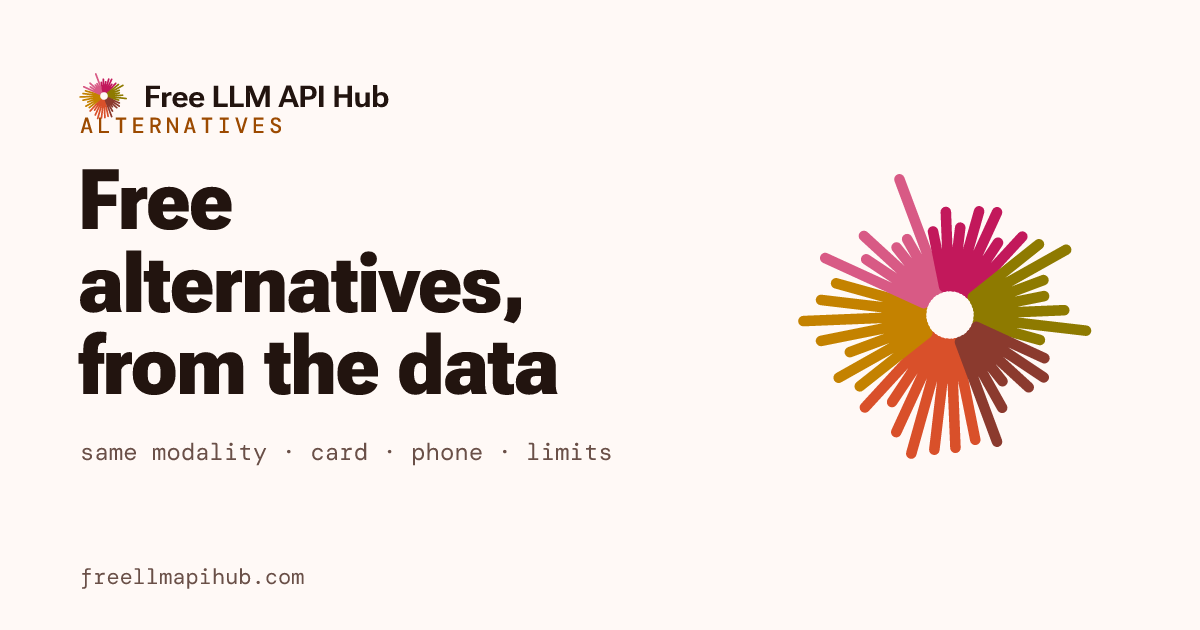 Free LLM API Hub
ALTERNATIVES
Free
alternatives,
from the data
same modality · card · phone · limits
freellmapihub.com